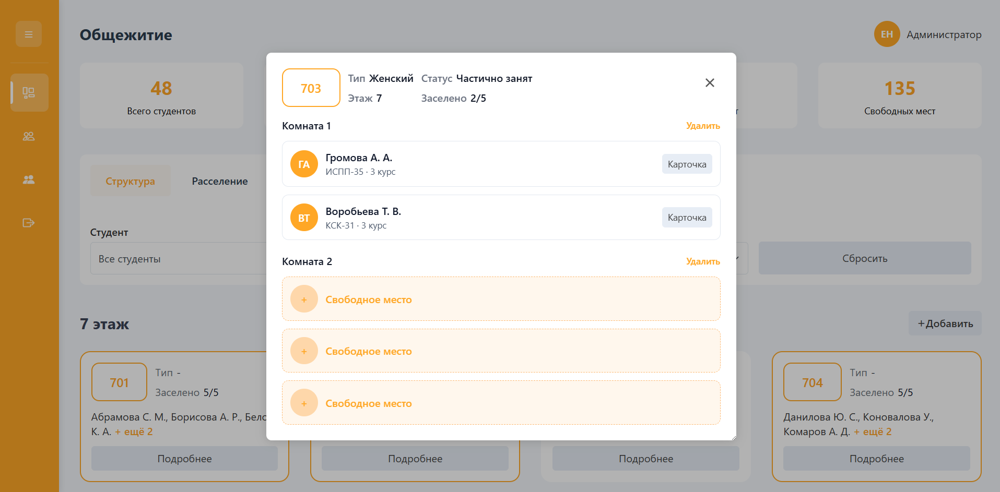 Общежитие
ЕН Администратор
48
Всего студентов
135
Свободных мест
Структура Расселение
Студент
Все студенты
Сбросить
7 этаж
+Добавить
701
Тип -
Заселено 5/5
Абрамова С. М., Борисова А. Р.,
К. А. + ещё 2
Подробнее
Подробнее
Подробнее
704
Тип -
Заселено 5/5
Данилова Ю. С., Коновалова У.,
Комаров А. Д. + ещё 2
Подробнее
703
Тип Женский Статус Частично занят
Этаж 7 Заселено 2/5
Комната 1 Удалить
ГА Громова А. А.
ИСПП-35 · 3 курс
Карточка
ВТ Воробьева Т. В.
КСК-31 · 3 курс
Карточка
Комната 2 Удалить
+ Свободное место
+ Свободное место
+ Свободное место